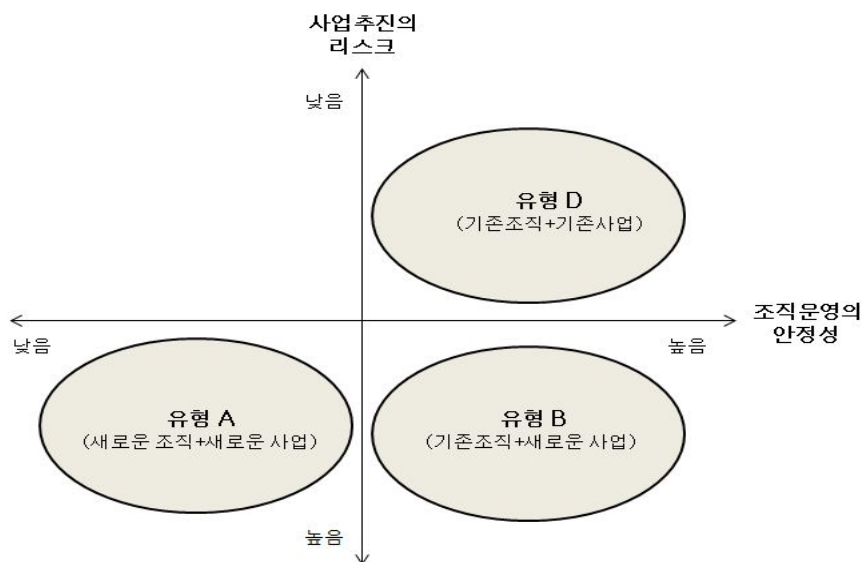 사업추진의
리스크
낮음
유형 D
(기존조직+기존사업)
조직운영의
안정성
낮음
높음
유형 A
(새로운 조직+새로운 사업)
유형 B
(기존조직+새로운 사업)
높음